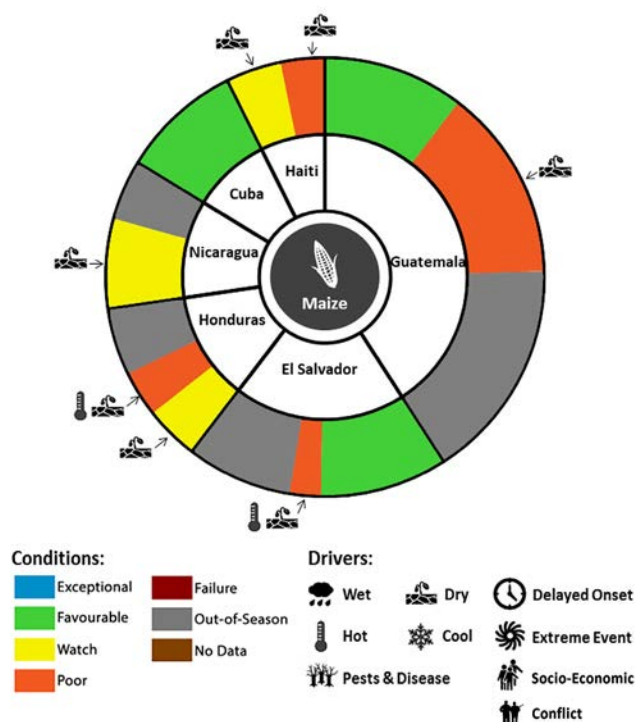 Haiti
Cuba
Guatemala
Nicaragua
Maize
Honduras
El Salvador
Conditions:
Exceptional
Failure
Favourable
Out-of-Season
Watch
No Data
Poor
Drivers:
Wet
Dry
Delayed Onset
Hot
Cool
Extreme Event
Pests & Disease
Socio-Economic
Conflict